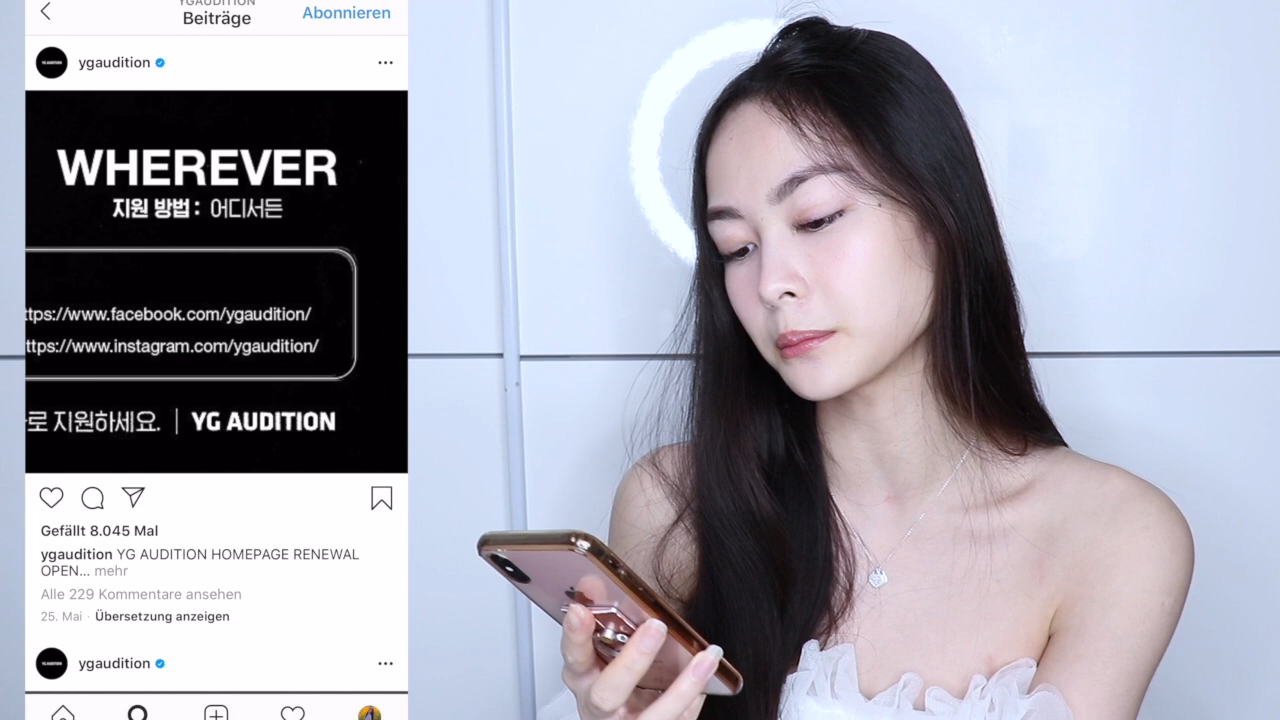 YGAUDITION
Beiträge
Abonnieren
ygaudition
WHEREVER
지원 방법 : 어디서든
ttps://www.facebook.com/ygaudition/
ttps://www.instagram.com/ygaudition/
로 지원하세요. | YG AUDITION
Gefällt 8.045 Mal
ygaudition YG AUDITION HOMEPAGE RENEWAL
OPEN... mehr
Alle 229 Kommentare ansehen
25. Mai · Übersetzung anzeigen
ygaudition